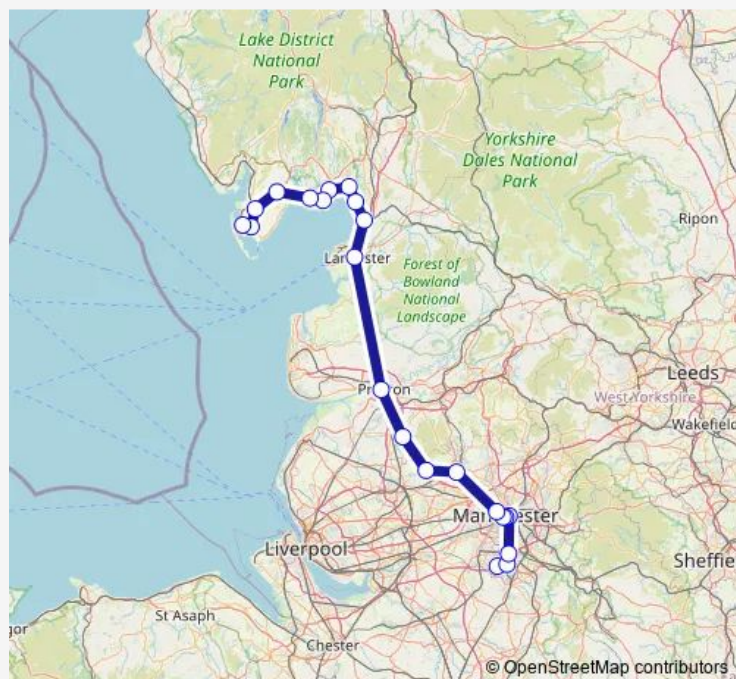 Lake District
National
Park
Yorkshire
Dales National
Park
Ripon
Lancaster
Forest of
Bowland
National
Landscape
Preston
Leeds
West Yorkshire
Wakefield
Manchester
Liverpool
Sheffie
St Asaph
gor
Chester
© OpenStreetMap contributors